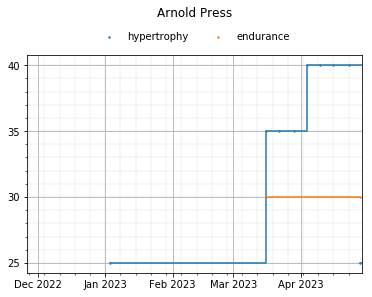 Arnold Press
hypertrophy endurance
40
35
30
25
Dec 2022 Jan 2023 Feb 2023 Mar 2023 Apr 2023